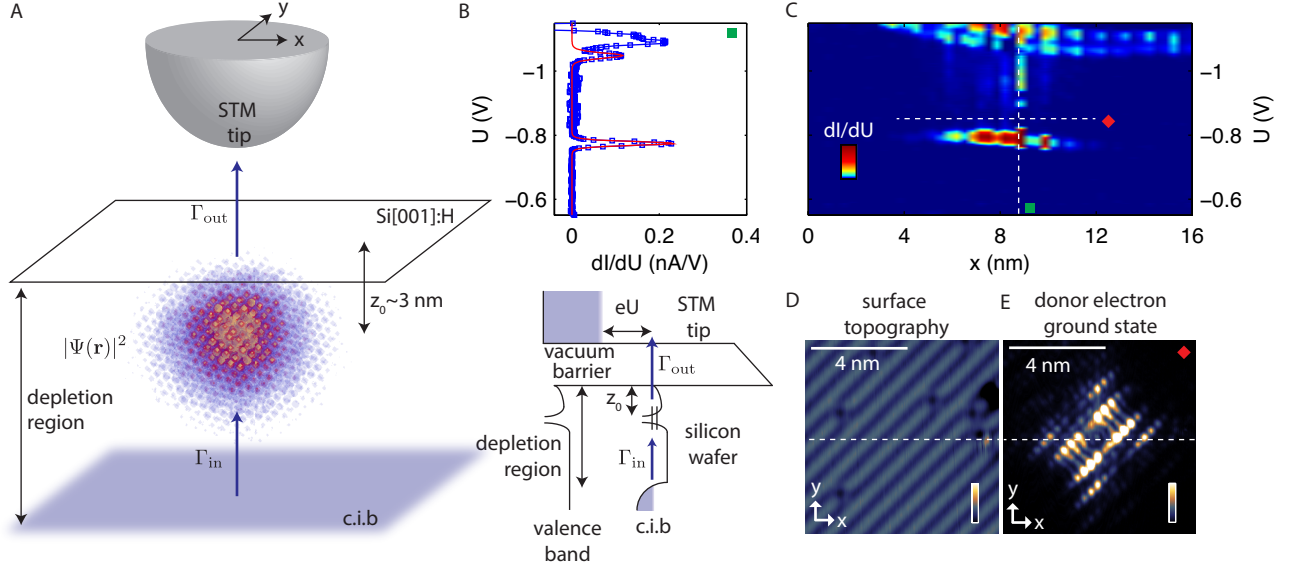 A
y
x
STM
tip
Γout
Si[001]:H
z₀~3 nm
|Ψ(r)|²
depletion
region
Γin
c.i.b
B
U (V)
−1
−0.8
−0.6
0
0.2
0.4
dI/dU (nA/V)
C
dI/dU
−1
−0.8
−0.6
U (V)
0
4
8
12
16
x (nm)
eU
STM
tip
vacuum
barrier
Γout
z₀
depletion
region
silicon
wafer
Γin
valence
band
c.i.b
D
surface
topography
4 nm
y
x
E
donor electron
ground state
4 nm
y
x